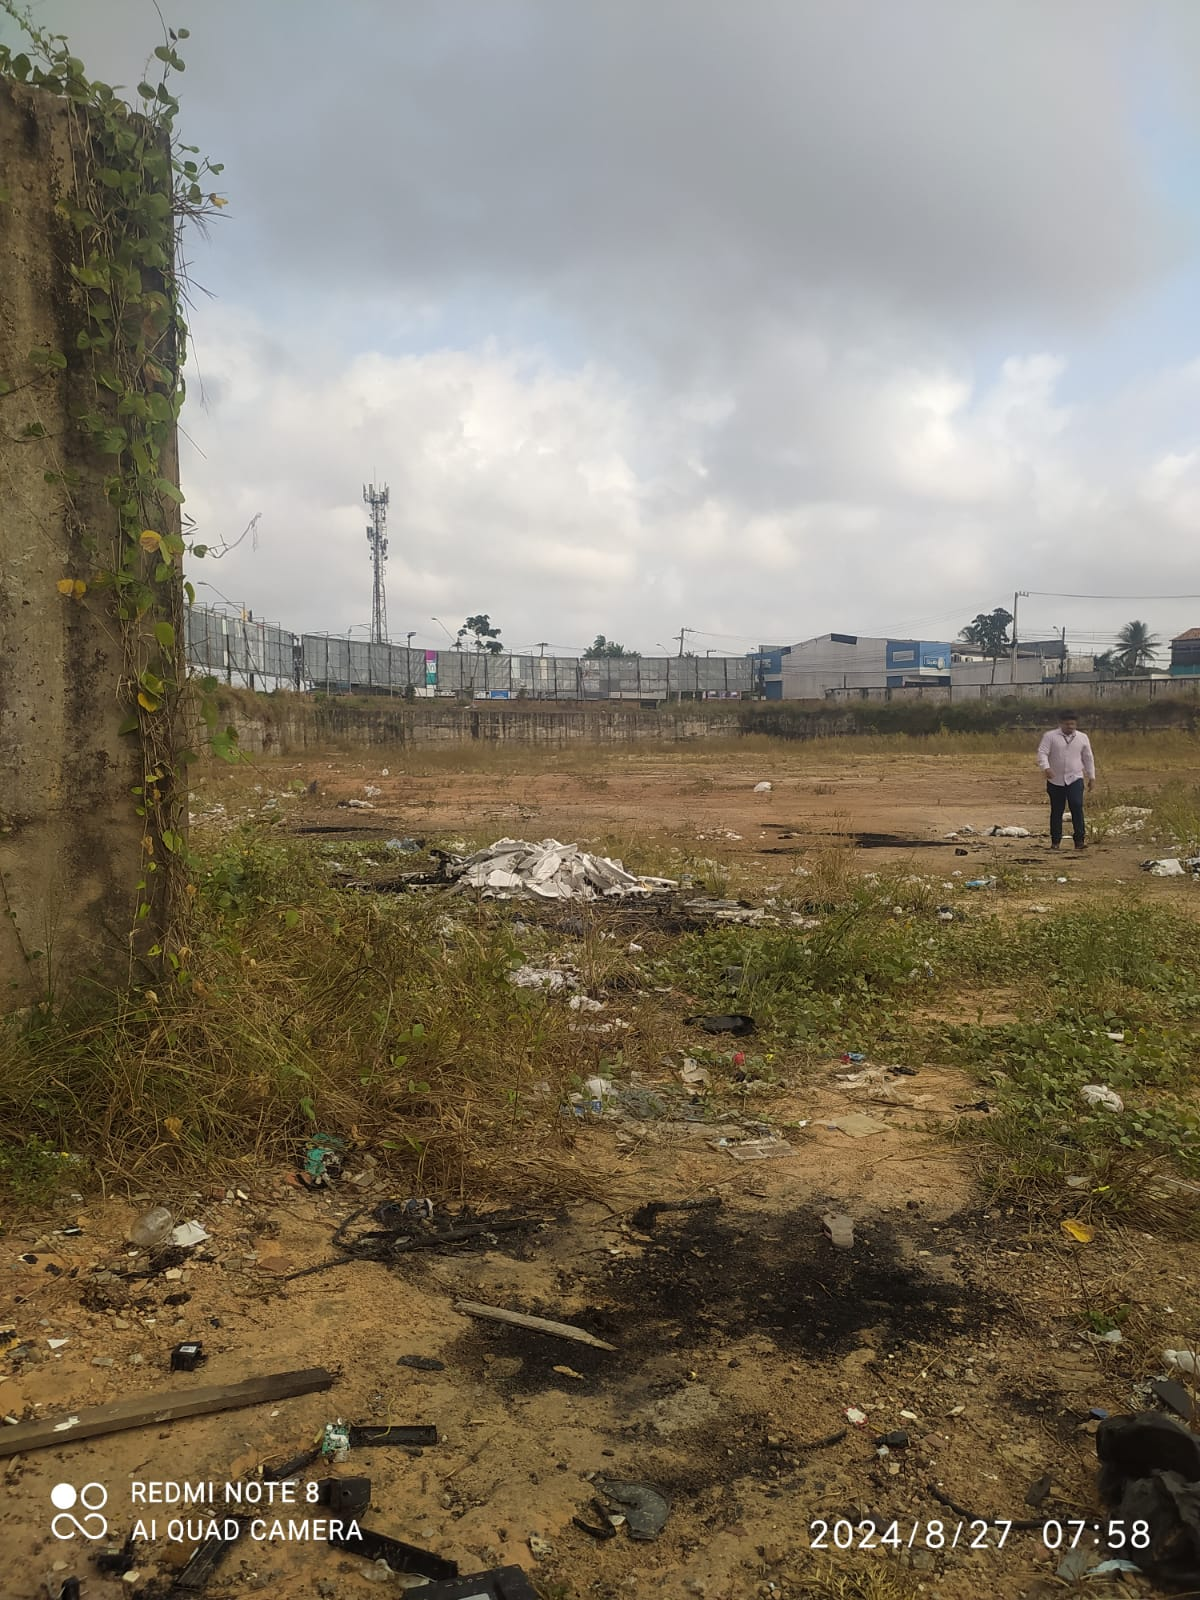 REDMI NOTE 8
AI QUAD CAMERA
2024/8/27 07:58